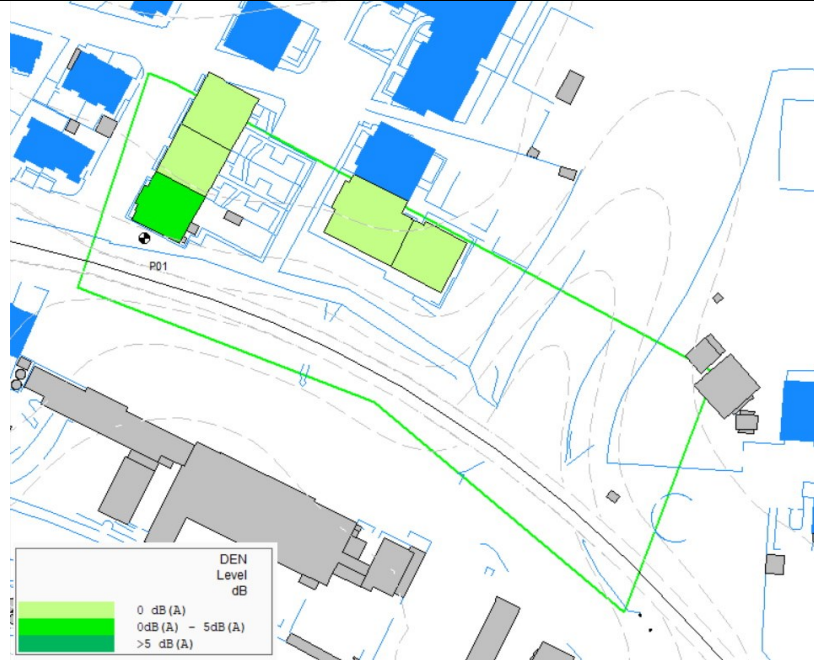 P01
DEN
Level
dB
0 dB(A)
0dB(A) - 5dB(A)
>5 dB(A)